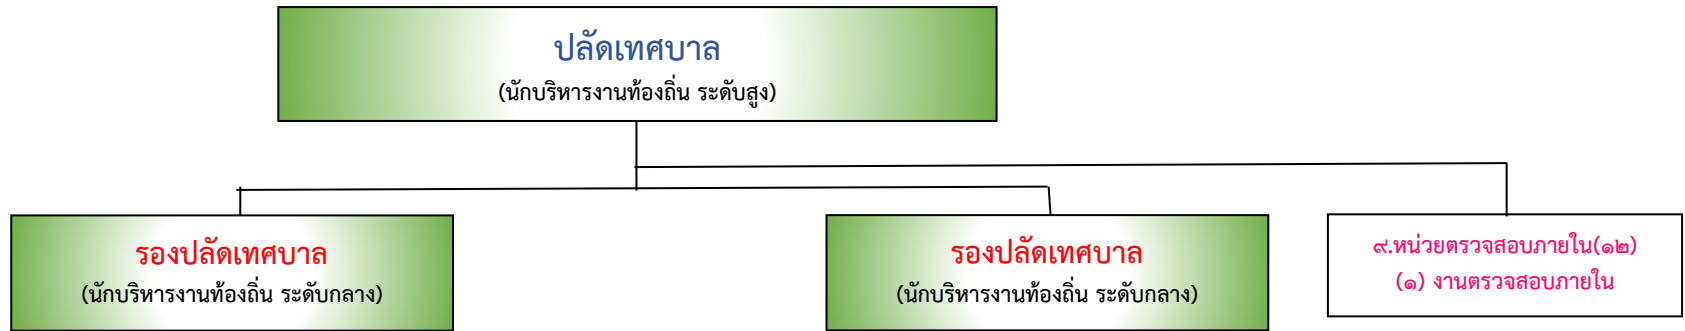 ปลัดเทศบาล
(นักบริหารงานท้องถิ่น ระดับสูง)
รองปลัดเทศบาล
(นักบริหารงานท้องถิ่น ระดับกลาง)
รองปลัดเทศบาล
(นักบริหารงานท้องถิ่น ระดับกลาง)
๙.หน่วยตรวจสอบภายใน(๑๒)
(๑) งานตรวจสอบภายใน